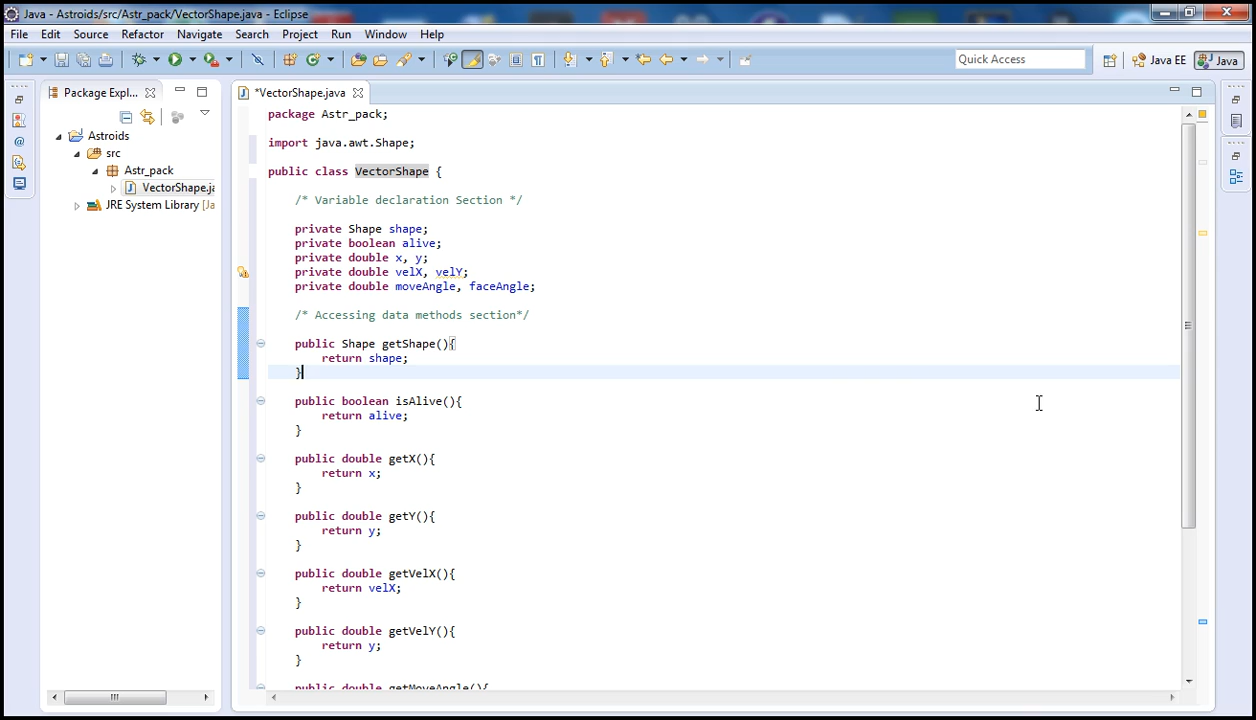 Java - Astroids/src/Astr_pack/VectorShape.java - Eclipse
File Edit Source Refactor Navigate Search Project Run Window Help
Quick Access
Java EE
Java
Package Expl...
*VectorShape.java
Astroids
src
Astr_pack
VectorShape.ja
JRE System Library [Ja
package Astr_pack;
import java.awt.Shape;
public class VectorShape {
/* Variable declaration Section */
private Shape shape;
private boolean alive;
private double x, y;
private double velX, velY;
private double moveAngle, faceAngle;
/* Accessing data methods section*/
public Shape getShape(){
return shape;
}
public boolean isAlive(){
return alive;
}
public double getX(){
return x;
}
public double getY(){
return y;
}
public double getVelX(){
return velX;
}
public double getVelY(){
return y;
}
public double getMoveAngle(){